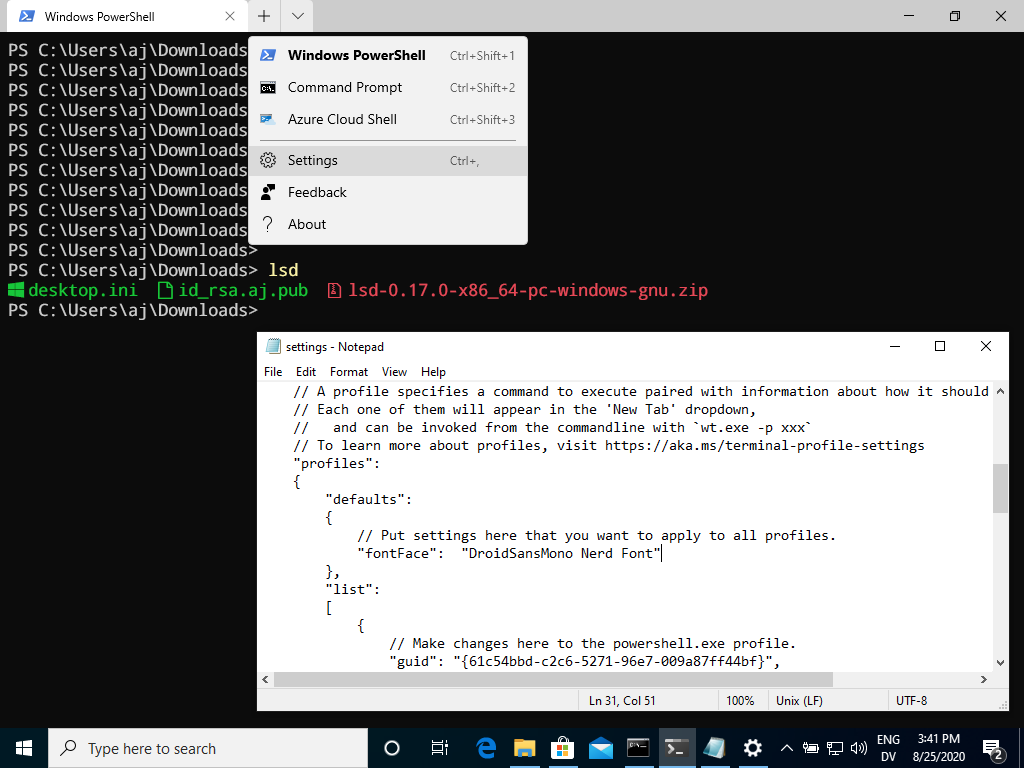 Windows PowerShell
PS C:\Users\aj\Downloads
PS C:\Users\aj\Downloads
PS C:\Users\aj\Downloads
PS C:\Users\aj\Downloads
PS C:\Users\aj\Downloads
PS C:\Users\aj\Downloads
PS C:\Users\aj\Downloads
PS C:\Users\aj\Downloads
PS C:\Users\aj\Downloads
PS C:\Users\aj\Downloads
PS C:\Users\aj\Downloads>
PS C:\Users\aj\Downloads> lsd
desktop.ini id_rsa.aj.pub lsd-0.17.0-x86_64-pc-windows-gnu.zip
PS C:\Users\aj\Downloads>
Windows PowerShell Ctrl+Shift+1
Command Prompt Ctrl+Shift+2
Azure Cloud Shell Ctrl+Shift+3
Settings Ctrl+,
Feedback
? About
settings - Notepad
File Edit Format View Help
// A profile specifies a command to execute paired with information about how it should
// Each one of them will appear in the 'New Tab' dropdown,
//   and can be invoked from the commandline with `wt.exe -p xxx`
// To learn more about profiles, visit https://aka.ms/terminal-profile-settings
"profiles":
{
"defaults":
{
// Put settings here that you want to apply to all profiles.
"fontFace":  "DroidSansMono Nerd Font"
},
"list":
[
{
// Make changes here to the powershell.exe profile.
"guid": "{61c54bbd-c2c6-5271-96e7-009a87ff44bf}",
Ln 31, Col 51 100% Unix (LF) UTF-8
Type here to search
ENG
DV
3:41 PM
8/25/2020
2